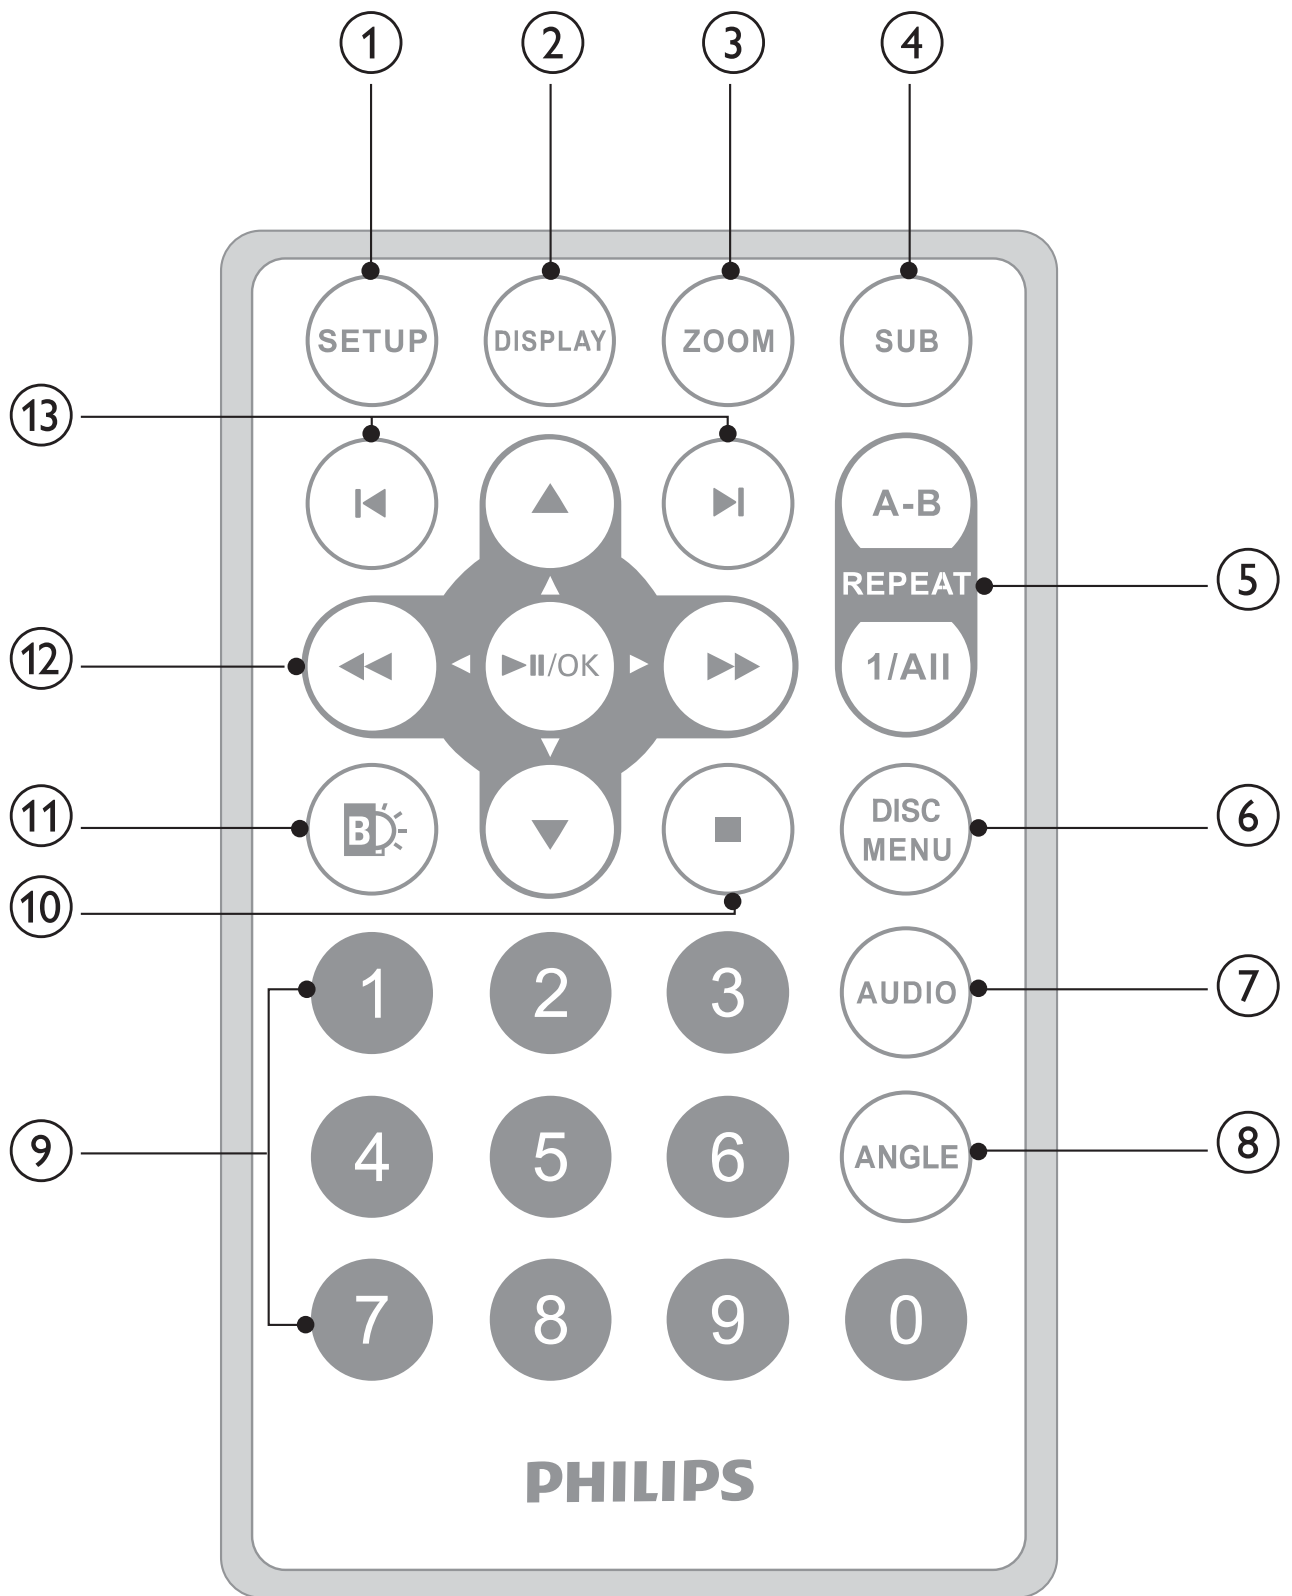 1 2 3 4
SETUP DISPLAY ZOOM SUB
13
A-B
REPEAT
5
12
/OK
1/All
11
B
DISC
MENU
6
10
1 2 3
AUDIO
7
9
4 5 6
ANGLE
8
7 8 9 0
PHILIPS